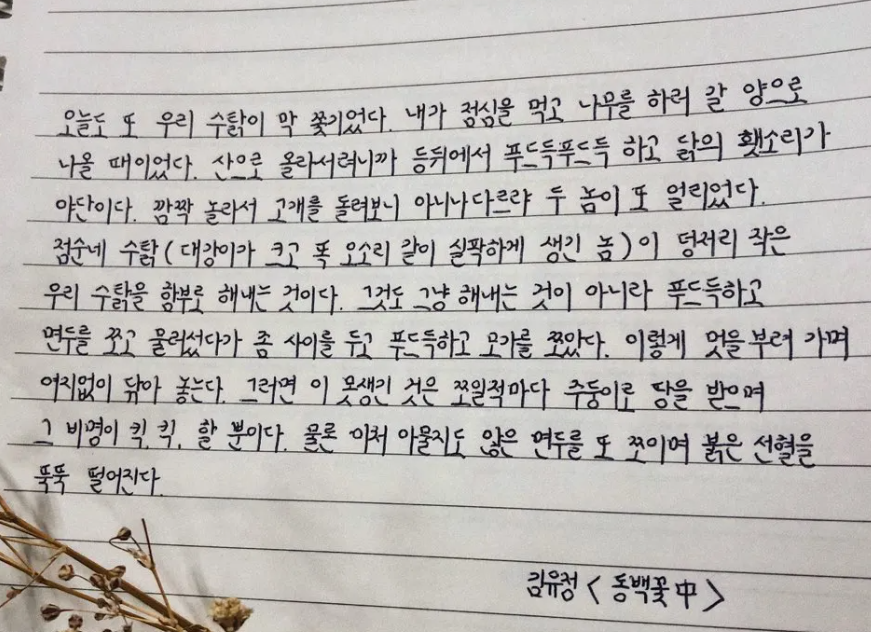 오늘도 또 우리 수탉이 막 쫓기었다. 내가 점심을 먹고 나무를 하러 갈 양으로
나올 때이었다. 산으로 올라서려니까 등뒤에서 푸드득푸드득 하고 닭의 횃소리가
야단이다. 깜짝 놀라서 고개를 돌려보니 아니나다르랴 두 놈이 또 얼리었다.
점순네 수탉(대강이가 크고 똑 오소리 같이 실팍하게 생긴 놈)이 덩저리 작은
우리 수탉을 함부로 해내는 것이다. 그것도 그냥 해내는 것이 아니라 푸드득하고
면두를 쪼고 물러섰다가 좀 사이를 두고 푸드득하고 모가를 쪼았다. 이렇게 멋을 부려 가며
여지없이 닦아 놓는다. 그러면 이 못생긴 것은 쪼일적마다 주둥이로 땅을 받으며
그 비명이 킥, 킥, 할 뿐이다. 물론 미처 아물지도 않은 면두를 또 쪼이며 붉은 선혈을
뚝뚝 떨어진다.
김유정 < 동백꽃 中 >